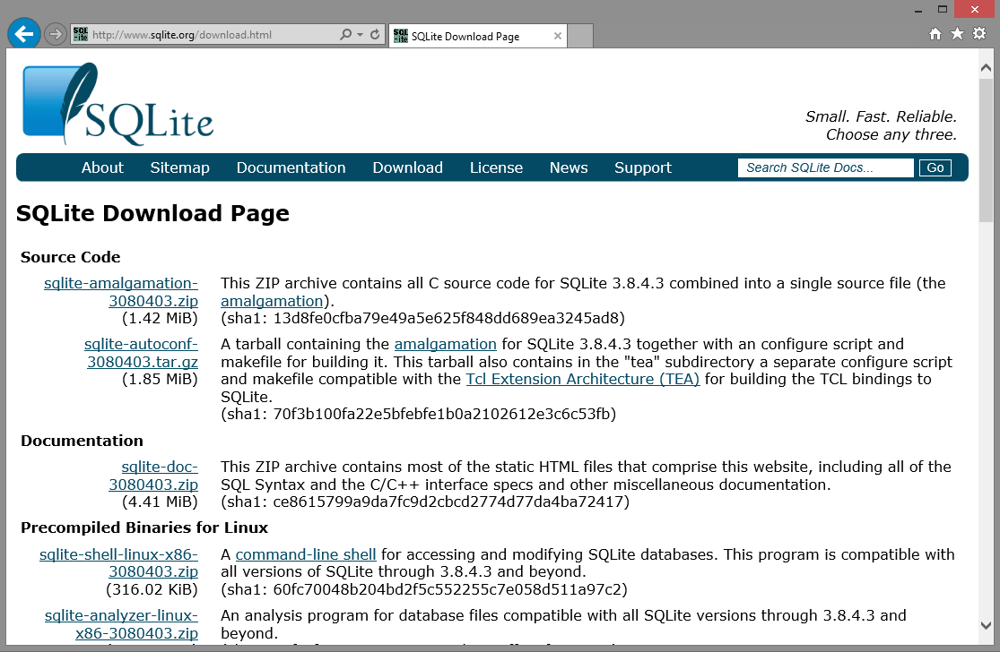 http://www.sqlite.org/download.html
SQLite Download Page
SQLite
Small. Fast. Reliable.
Choose any three.
About Sitemap Documentation Download License News Support Search SQLite Docs... Go
SQLite Download Page
Source Code
sqlite-amalgamation-
3080403.zip
(1.42 MiB)
This ZIP archive contains all C source code for SQLite 3.8.4.3 combined into a single source file (the
amalgamation).
(sha1: 13d8fe0cfba79e49a5e625f848dd689ea3245ad8)
sqlite-autoconf-
3080403.tar.gz
(1.85 MiB)
A tarball containing the amalgamation for SQLite 3.8.4.3 together with an configure script and
makefile for building it. This tarball also contains in the "tea" subdirectory a separate configure script
and makefile compatible with the Tcl Extension Architecture (TEA) for building the TCL bindings to
SQLite.
(sha1: 70f3b100fa22e5bfebfe1b0a2102612e3c6c53fb)
Documentation
sqlite-doc-
3080403.zip
(4.41 MiB)
This ZIP archive contains most of the static HTML files that comprise this website, including all of the
SQL Syntax and the C/C++ interface specs and other miscellaneous documentation.
(sha1: ce8615799a9da7fc9d2cbcd2774d77da4ba72417)
Precompiled Binaries for Linux
sqlite-shell-linux-x86-
3080403.zip
(316.02 KiB)
A command-line shell for accessing and modifying SQLite databases. This program is compatible with
all versions of SQLite through 3.8.4.3 and beyond.
(sha1: 60fc70048b204bd2f5c552255c7e058d511a97c2)
sqlite-analyzer-linux-
x86-3080403.zip
An analysis program for database files compatible with all SQLite versions through 3.8.4.3 and
beyond.